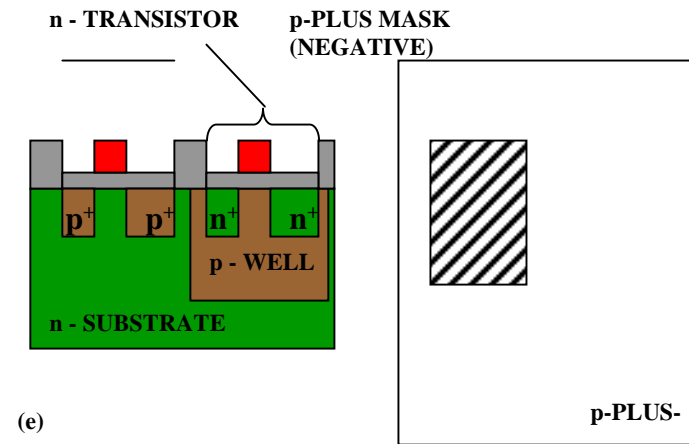 n - TRANSISTOR
p-PLUS MASK
(NEGATIVE)
p+ p+ n+ n+
p - WELL
n - SUBSTRATE
(e)
p-PLUS-